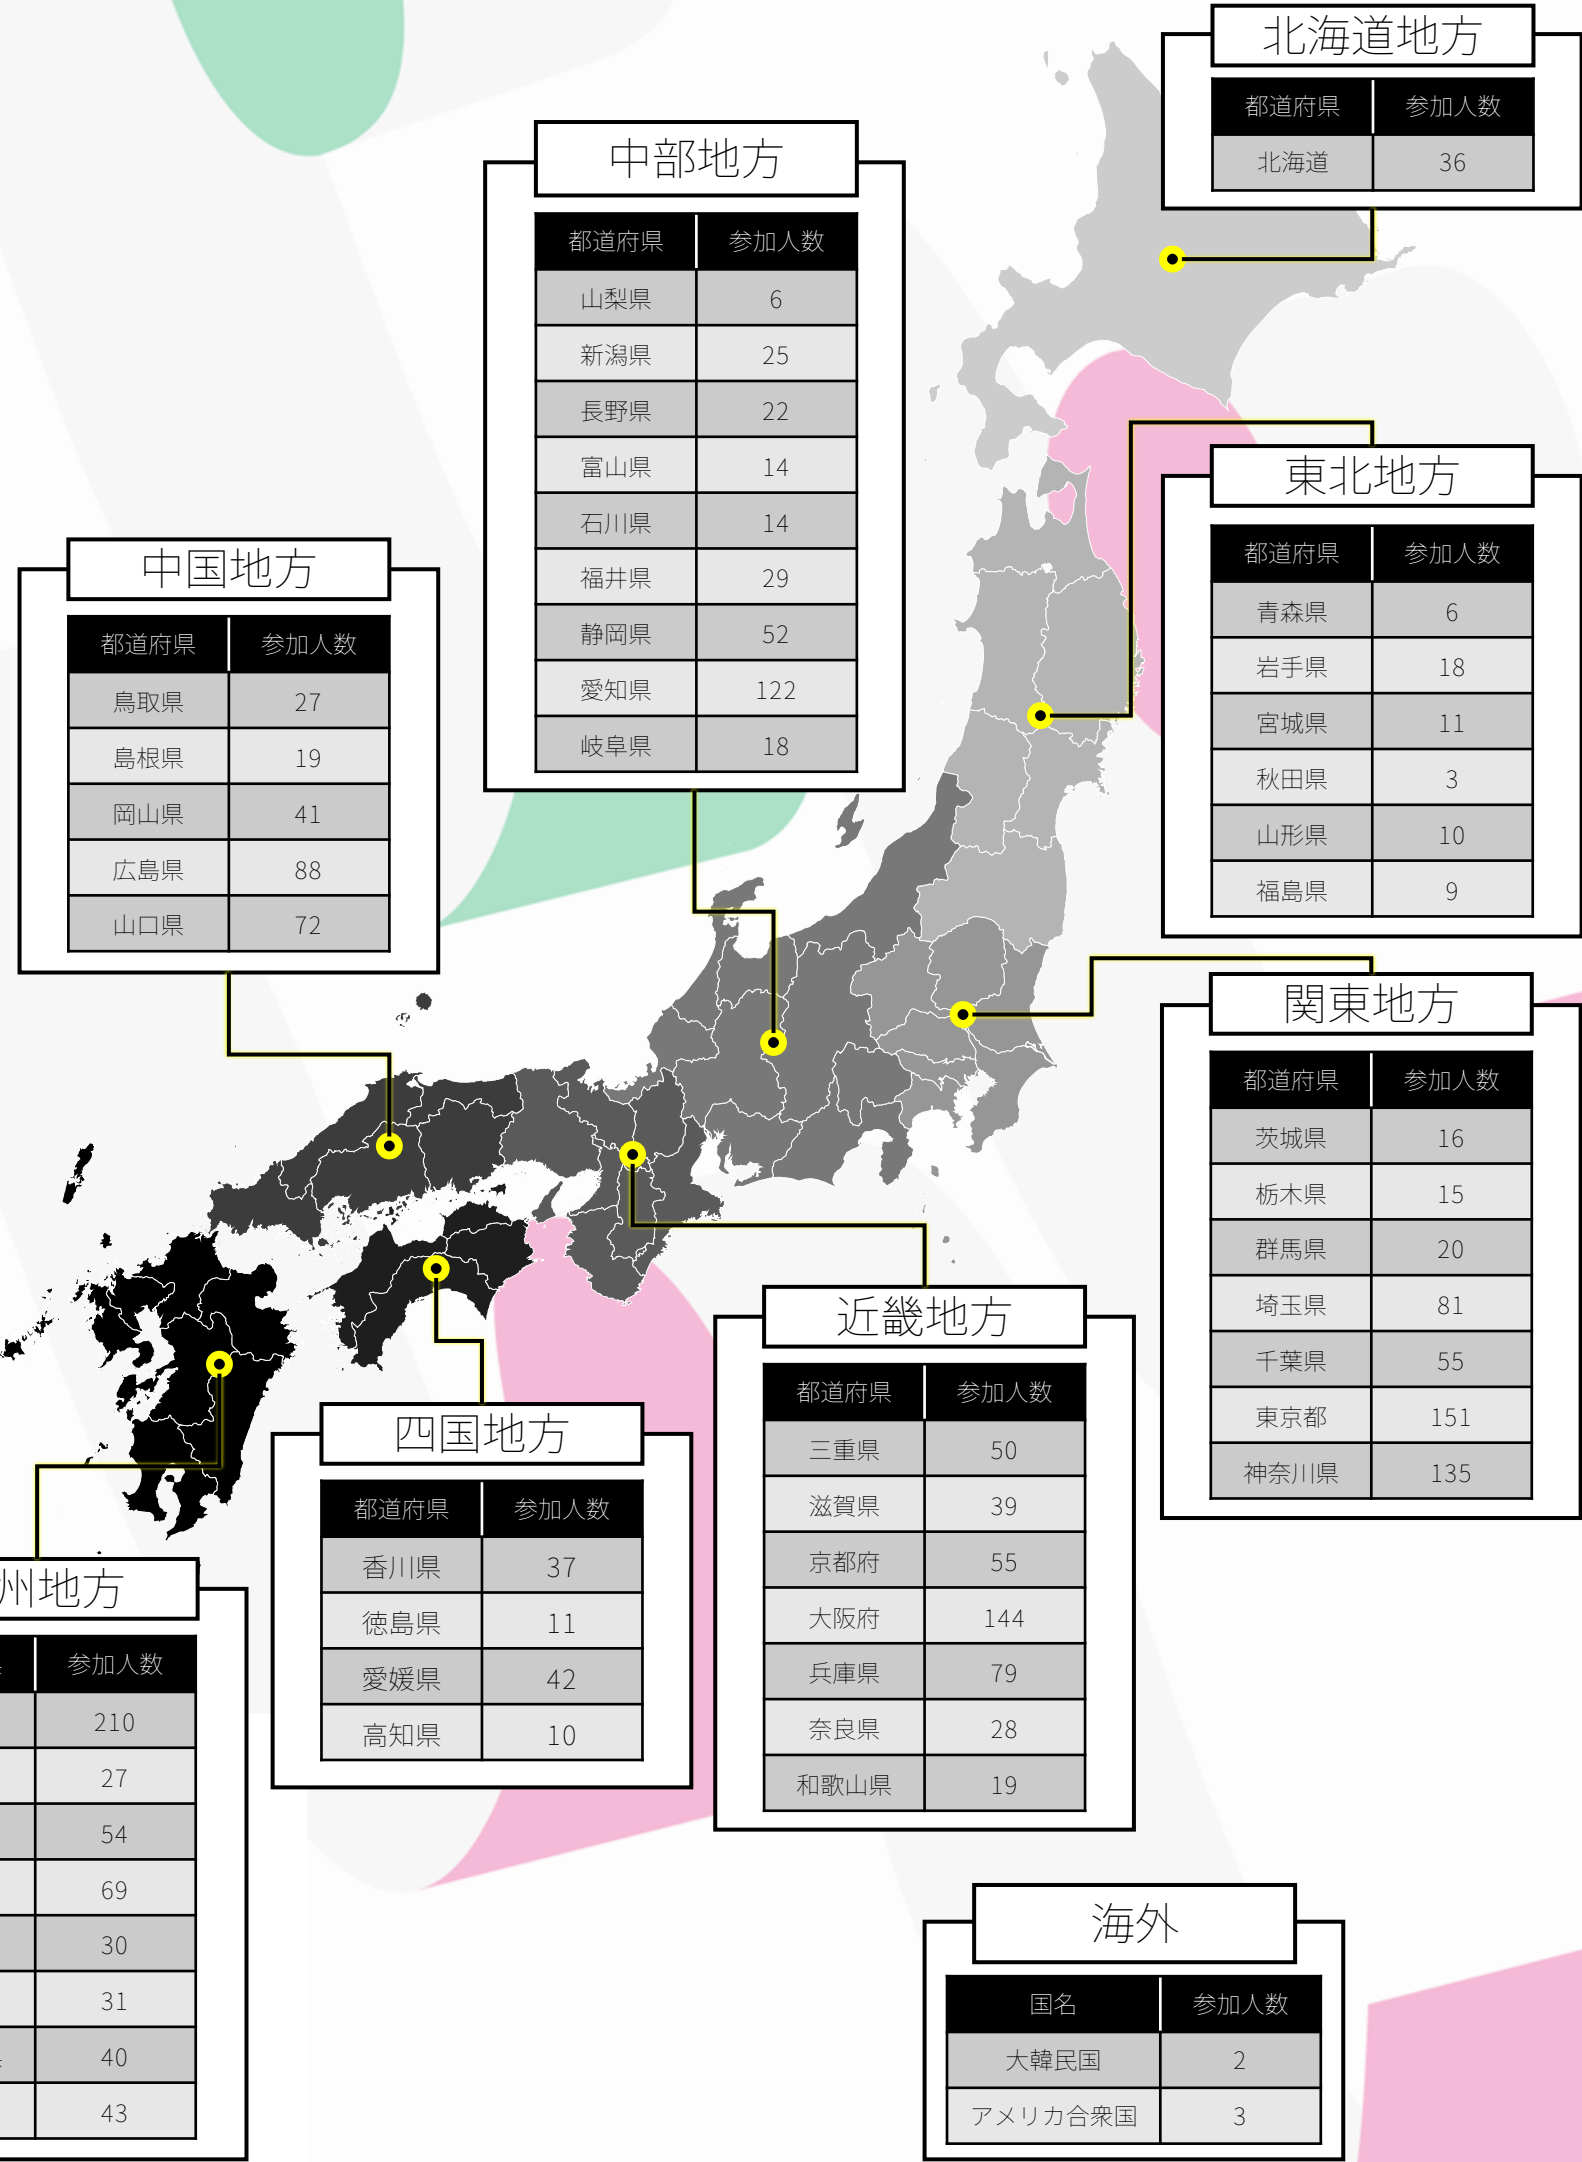 北海道地方
都道府県 参加人数
北海道 36
中部地方
都道府県 参加人数
山梨県 6
新潟県 25
長野県 22
富山県 14
石川県 14
福井県 29
静岡県 52
愛知県 122
岐阜県 18
東北地方
都道府県 参加人数
青森県 6
岩手県 18
宮城県 11
秋田県 3
山形県 10
福島県 9
中国地方
都道府県 参加人数
鳥取県 27
島根県 19
岡山県 41
広島県 88
山口県 72
関東地方
都道府県 参加人数
茨城県 16
栃木県 15
群馬県 20
埼玉県 81
千葉県 55
東京都 151
神奈川県 135
近畿地方
都道府県 参加人数
三重県 50
滋賀県 39
京都府 55
大阪府 144
兵庫県 79
奈良県 28
和歌山県 19
四国地方
都道府県 参加人数
香川県 37
徳島県 11
愛媛県 42
高知県 10
州地方
参加人数
210
27
54
69
30
31
40
43
海外
国名 参加人数
大韓民国 2
アメリカ合衆国 3